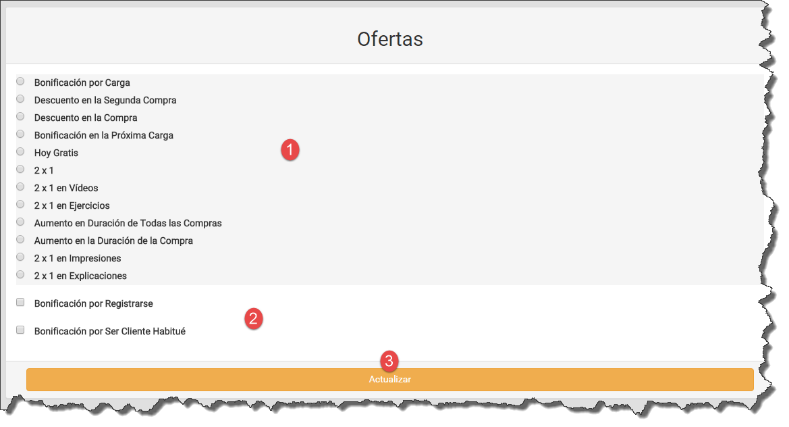 Ofertas
Bonificación por Carga
Descuento en la Segunda Compra
Descuento en la Compra
Bonificación en la Próxima Carga
Hoy Gratis
1
2 x 1
2 x 1 en Vídeos
2 x 1 en Ejercicios
Aumento en Duración de Todas las Compras
Aumento en la Duración de la Compra
2 x 1 en Impresiones
2 x 1 en Explicaciones
Bonificación por Registrarse
2
Bonificación por Ser Cliente Habitué
3
Actualizar